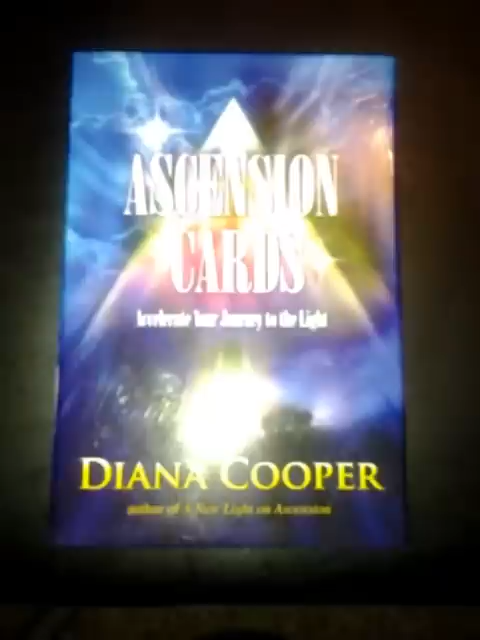 ASCENSION
CARDS
Accelerate Your Journey to the Light
DIANA COOPER
author of A New Light on Ascension